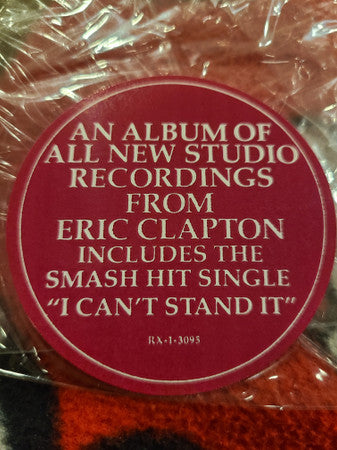 AN ALBUM OF
ALL NEW STUDIO
RECORDINGS
FROM
ERIC CLAPTON
INCLUDES THE
SMASH HIT SINGLE
"I CAN'T STAND IT"
RX-1-3095